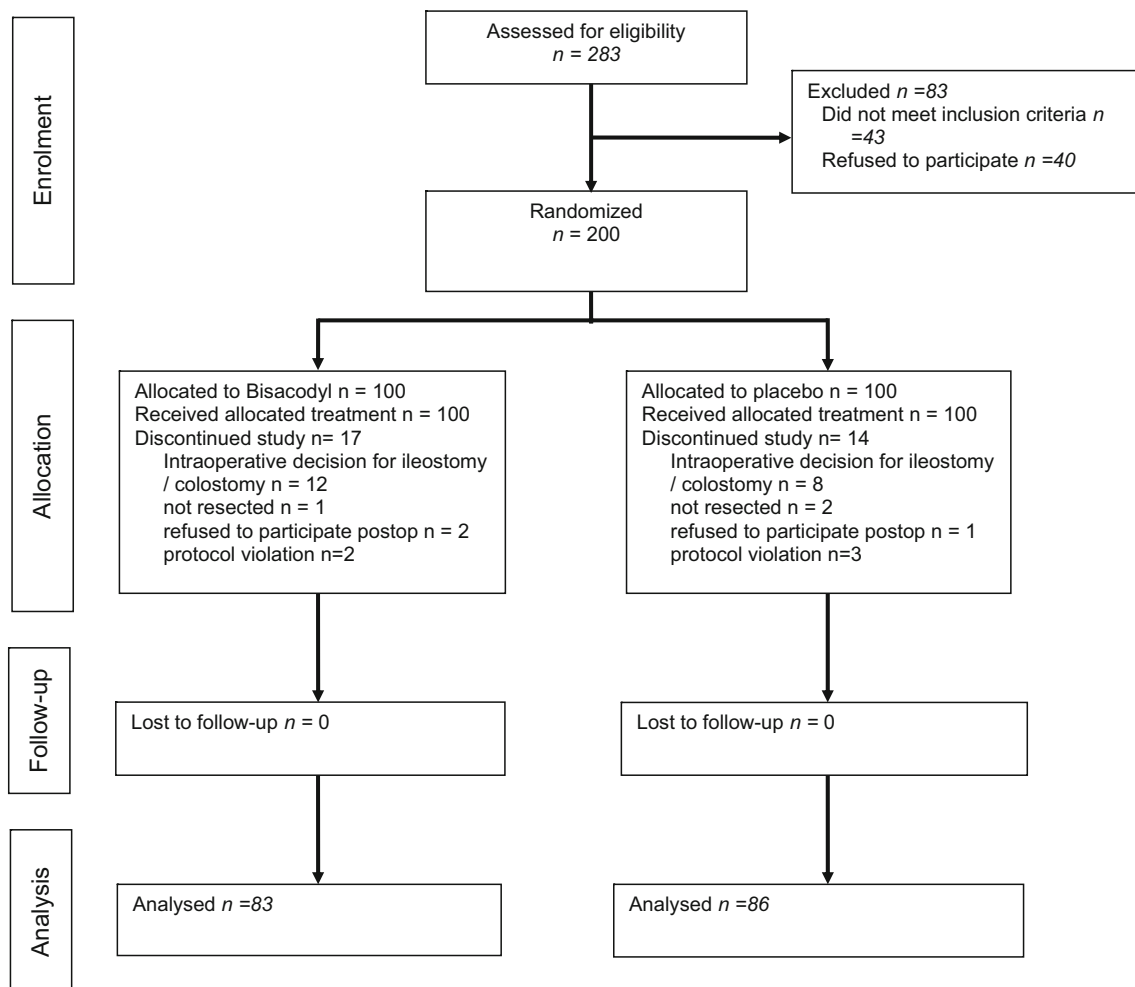 Enrolment
Assessed for eligibility
n = 283
Excluded n =83
Did not meet inclusion criteria n
=43
Refused to participate n =40
Randomized
n = 200
Allocation
Allocated to Bisacodyl n = 100
Received allocated treatment n = 100
Discontinued study n= 17
Intraoperative decision for ileostomy
/ colostomy n = 12
not resected n = 1
refused to participate postop n = 2
protocol violation n=2
Allocated to placebo n = 100
Received allocated treatment n = 100
Discontinued study n= 14
Intraoperative decision for ileostomy
/ colostomy n = 8
not resected n = 2
refused to participate postop n = 1
protocol violation n=3
Follow-up
Lost to follow-up n = 0
Lost to follow-up n = 0
Analysis
Analysed n =83
Analysed n =86